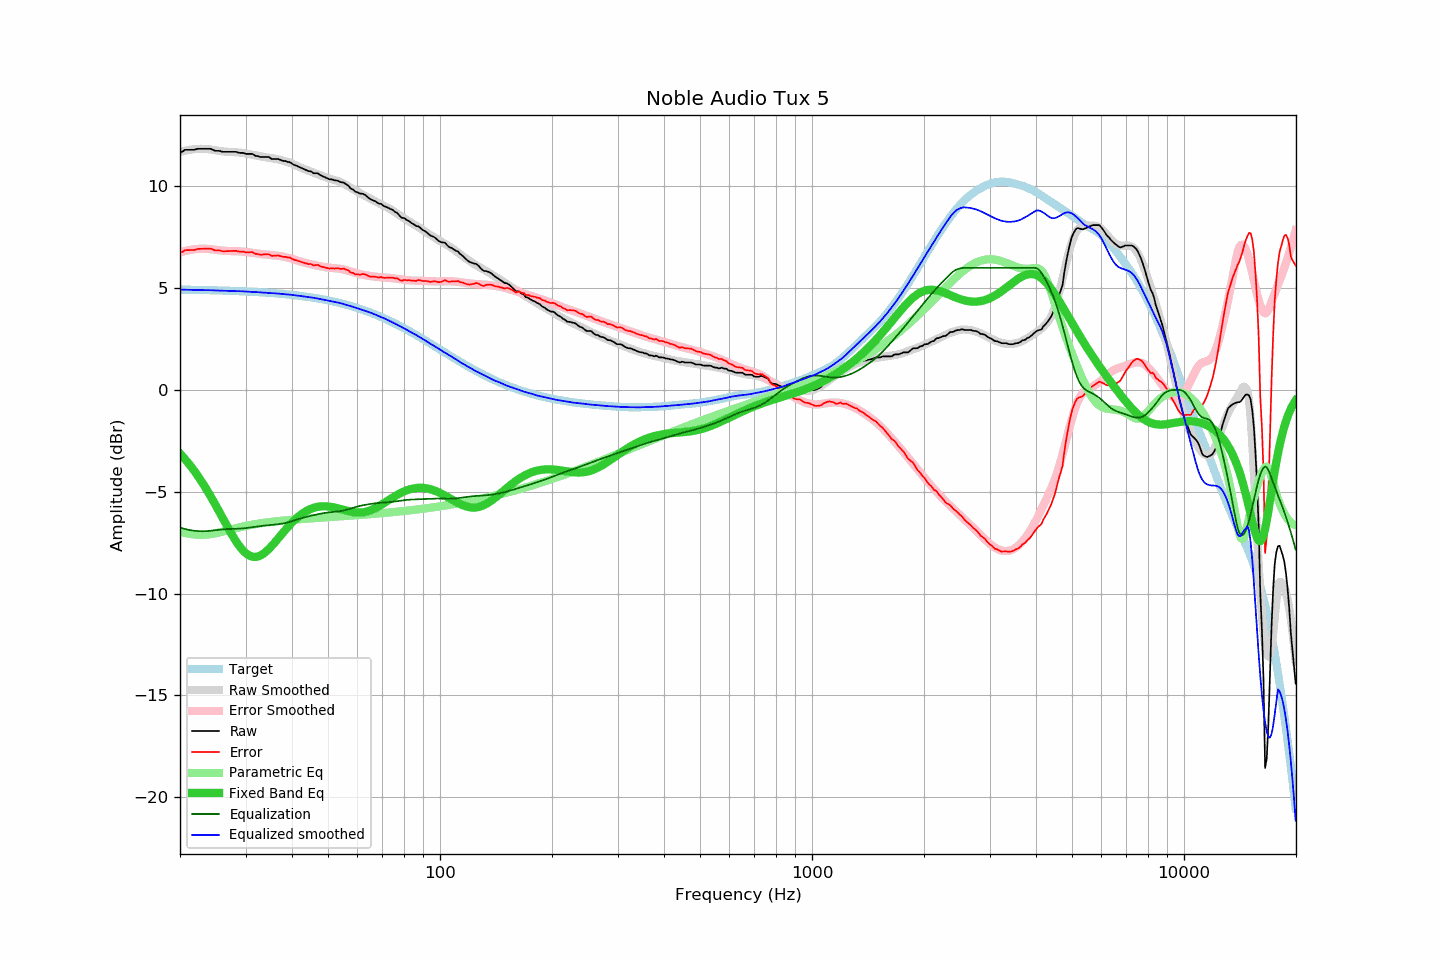 Noble Audio Tux 5
Amplitude (dBr)
10
5
0
−5
−10
−15
−20
Target
Raw Smoothed
Error Smoothed
Raw
Error
Parametric Eq
Fixed Band Eq
Equalization
Equalized smoothed
100 1000 10000
Frequency (Hz)